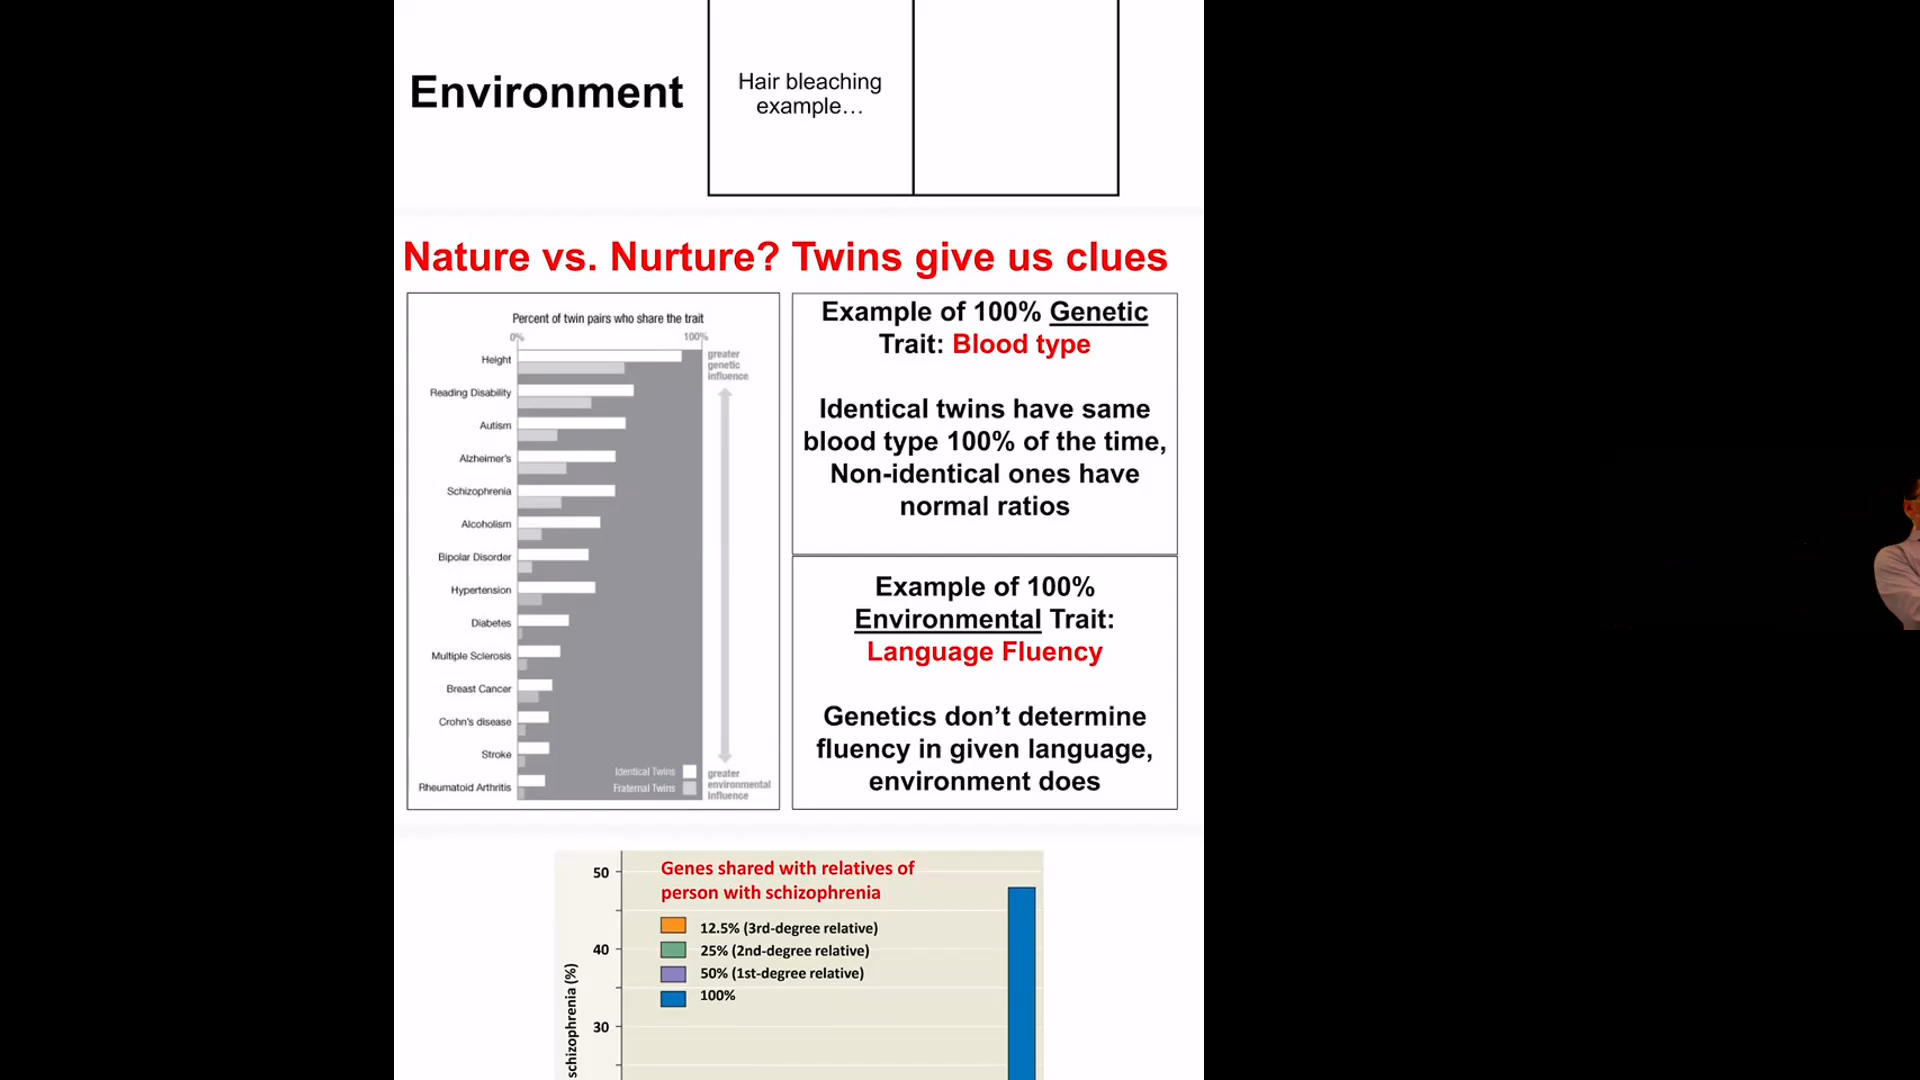 Environment
Hair bleaching
example…
Nature vs. Nurture? Twins give us clues
Percent of twin pairs who share the trait
0%
100%
Height
Reading Disability
Autism
Alzheimer's
Schizophrenia
Alcoholism
Bipolar Disorder
Hypertension
Diabetes
Multiple Sclerosis
Breast Cancer
Crohn's disease
Stroke
Rheumatoid Arthritis
greater
genetic
influence
Identical Twins
Fraternal Twins
greater
environmental
influence
Example of 100% Genetic
Trait: Blood type
Identical twins have same
blood type 100% of the time,
Non-identical ones have
normal ratios
Example of 100%
Environmental Trait:
Language Fluency
Genetics don't determine
fluency in given language,
environment does
50
40
30
schizophrenia (%)
Genes shared with relatives of
person with schizophrenia
12.5% (3rd-degree relative)
25% (2nd-degree relative)
50% (1st-degree relative)
100%